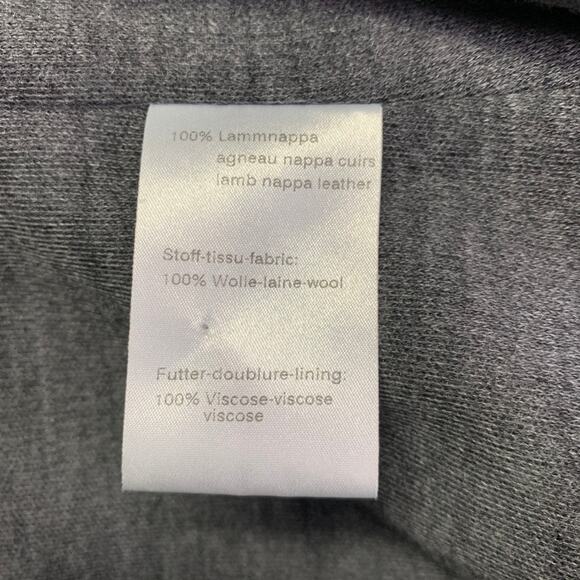 100% Lammnappa
agneau nappa cuirs
lamb nappa leather
Stoff-tissu-fabric:
100% Wolle-laine-wool
Futter-doublure-lining:
100% Viscose-viscose
viscose